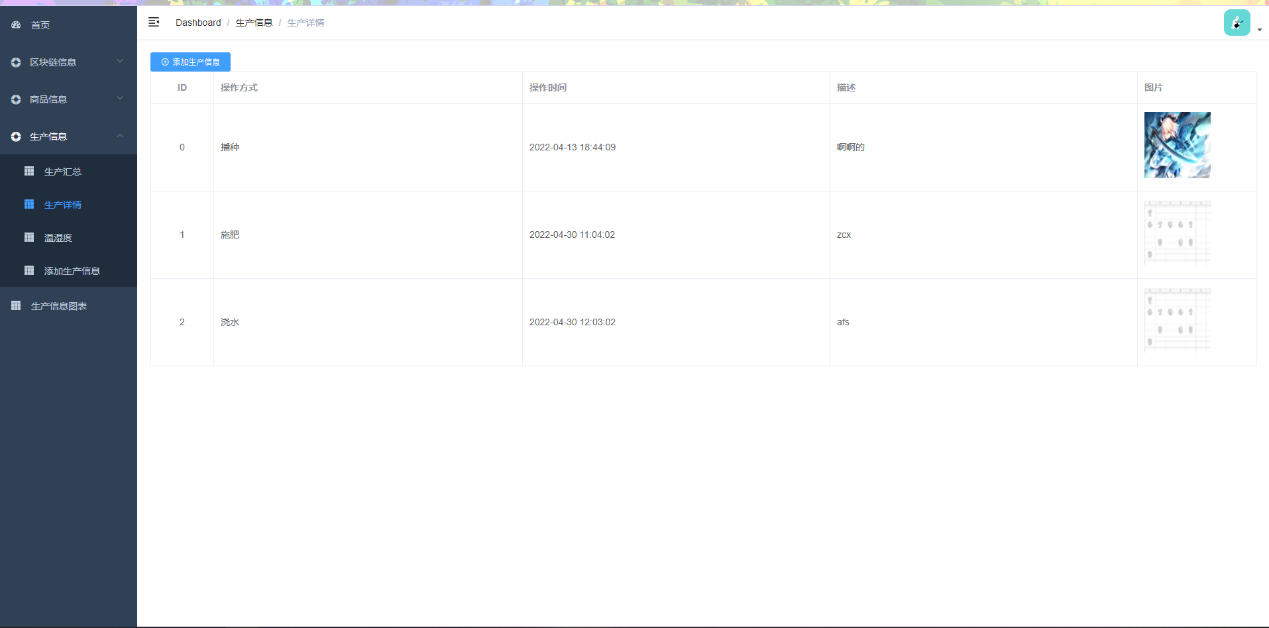 首页
区块链信息
商品信息
生产信息
生产汇总
生产详情
温湿度
添加生产信息
生产信息图表
Dashboard / 生产信息 / 生产详情
添加生产信息
ID 操作方式 操作时间 描述 图片
0 播种 2022-04-13 18:44:09 啊啊的
1 施肥 2022-04-30 11:04:02 zcx
2 浇水 2022-04-30 12:03:02 afs